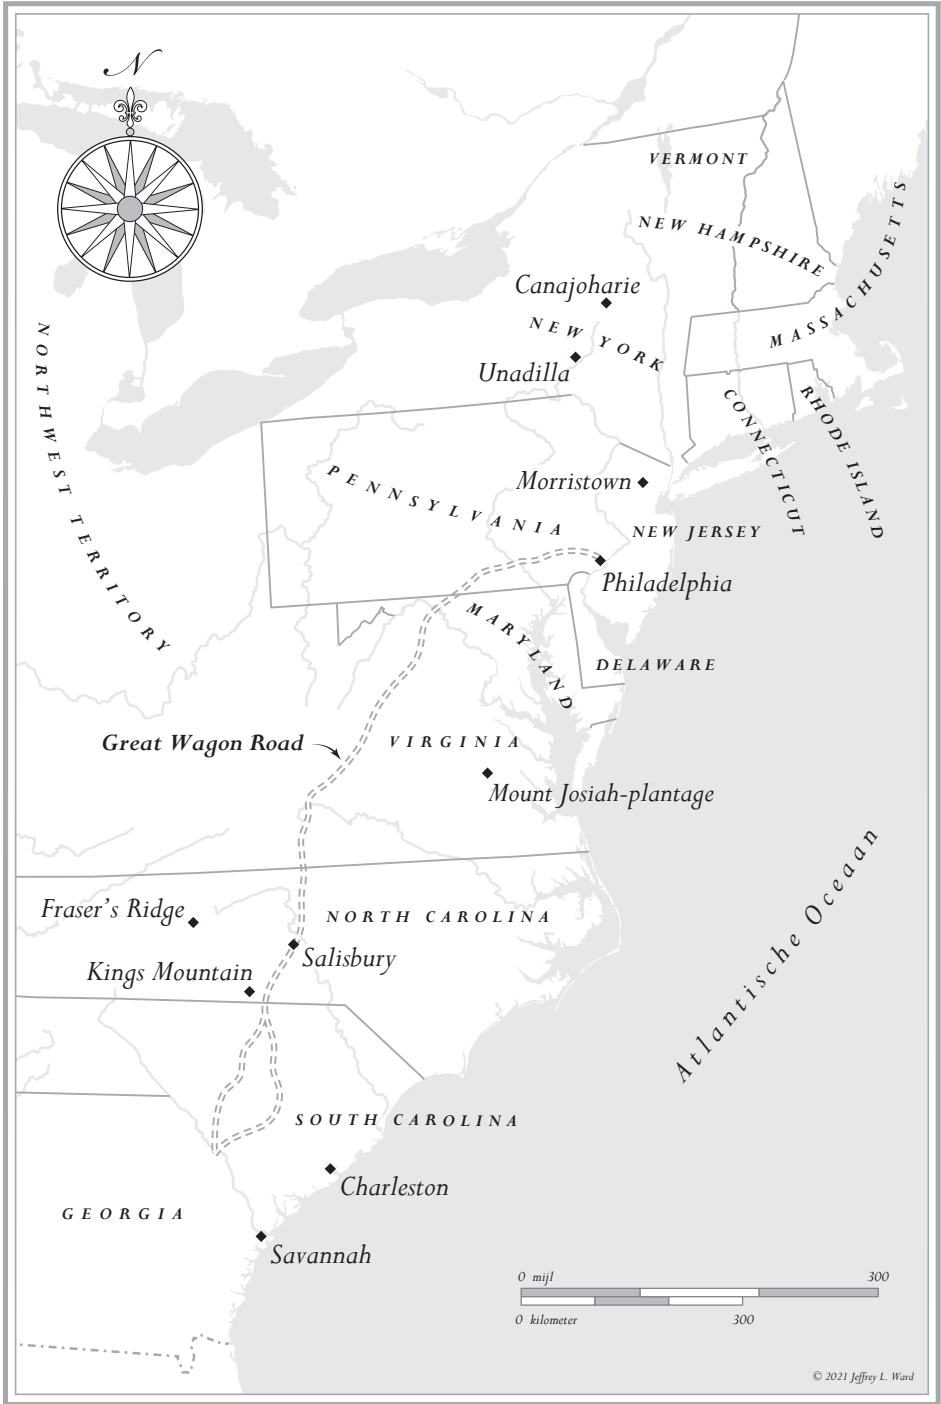 N
VERMONT
NEW HAMPSHIRE
MASSACHUSETTS
Canajoharie
NEW YORK
Unadilla
NORTHWEST TERRITORY
CONNECTICUT
RHODE ISLAND
PENNSYLVANIA
Morristown
NEW JERSEY
Philadelphia
MARYLAND
DELAWARE
Great Wagon Road
VIRGINIA
Mount Josiah-plantage
Atlantische Oceaan
Fraser's Ridge
NORTH CAROLINA
Salisbury
Kings Mountain
SOUTH CAROLINA
Charleston
GEORGIA
Savannah
0 mijl 300
0 kilometer 300
© 2021 Jeffrey L. Ward